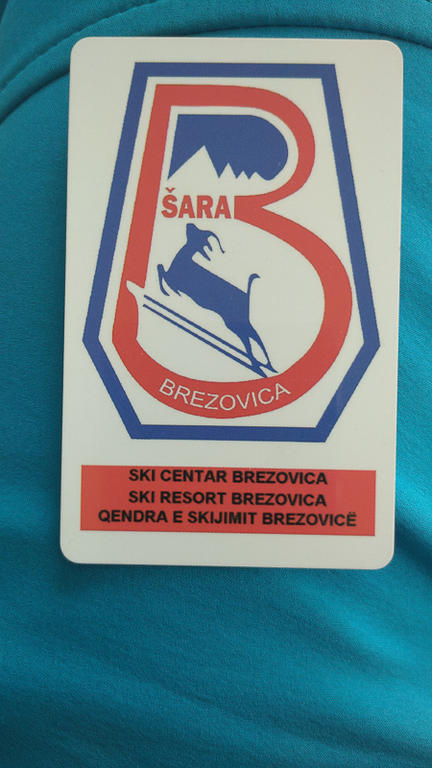 ŠARA
BREZOVICA
SKI CENTAR BREZOVICA
SKI RESORT BREZOVICA
QENDRA E SKIJIMIT BREZOVICË